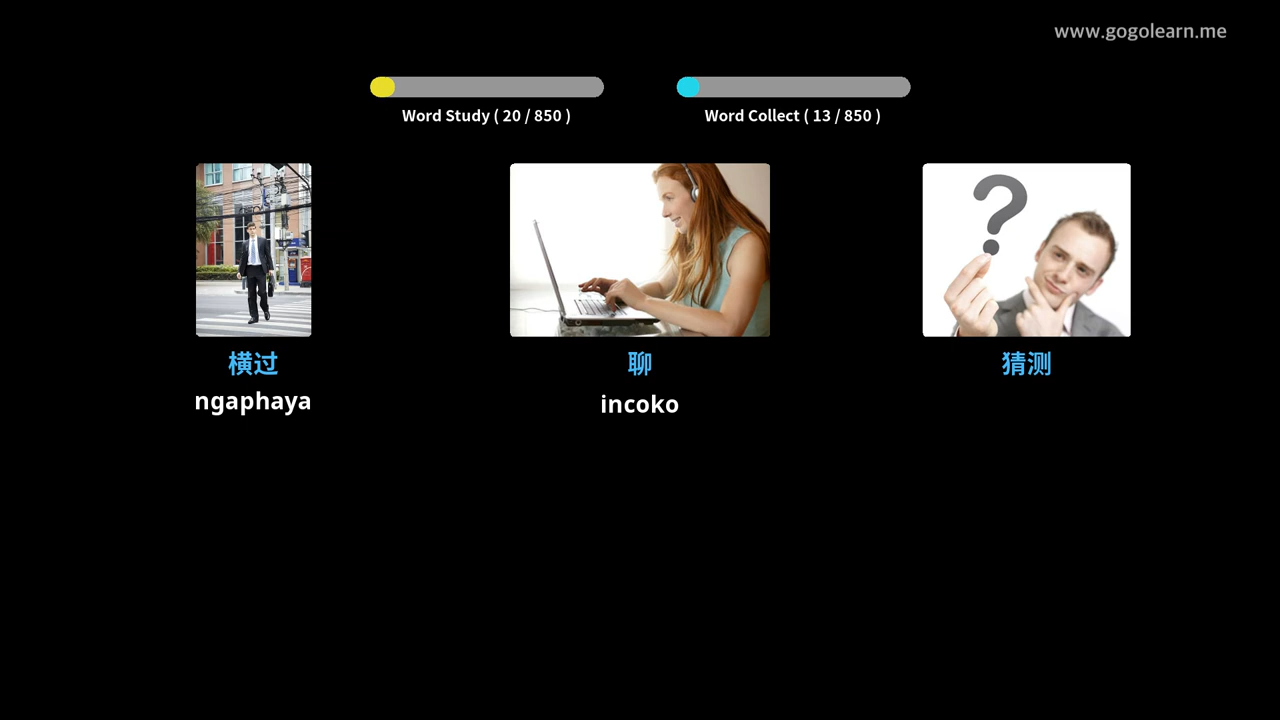 www.gogolearn.me
Word Study ( 20 / 850 )
Word Collect ( 13 / 850 )
横过
聊
猜测
ngaphaya
incoko